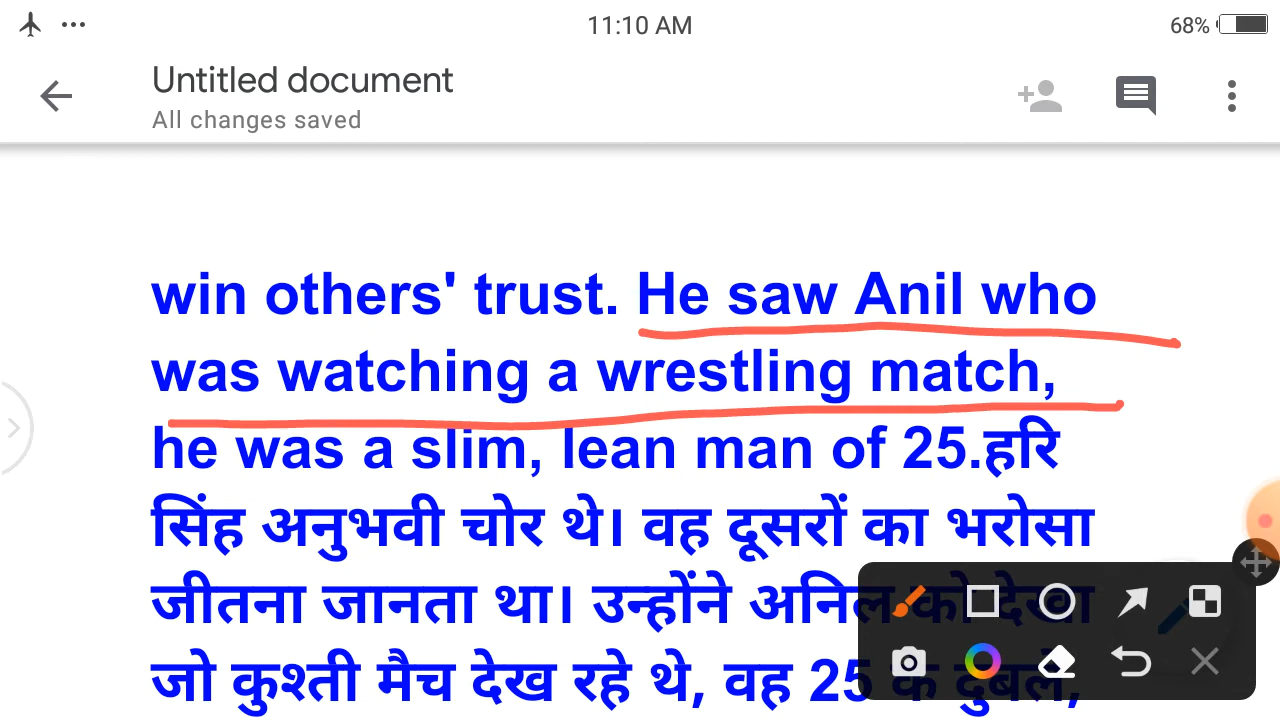 11:10 AM
68%
Untitled document
All changes saved
win others' trust. He saw Anil who
was watching a wrestling match,
he was a slim, lean man of 25.हरि
सिंह अनुभवी चोर थे। वह दूसरों का भरोसा
जीतना जानता था। उन्होंने अनिल को देखा
जो कुश्ती मैच देख रहे थे, वह 25 के दुबले,